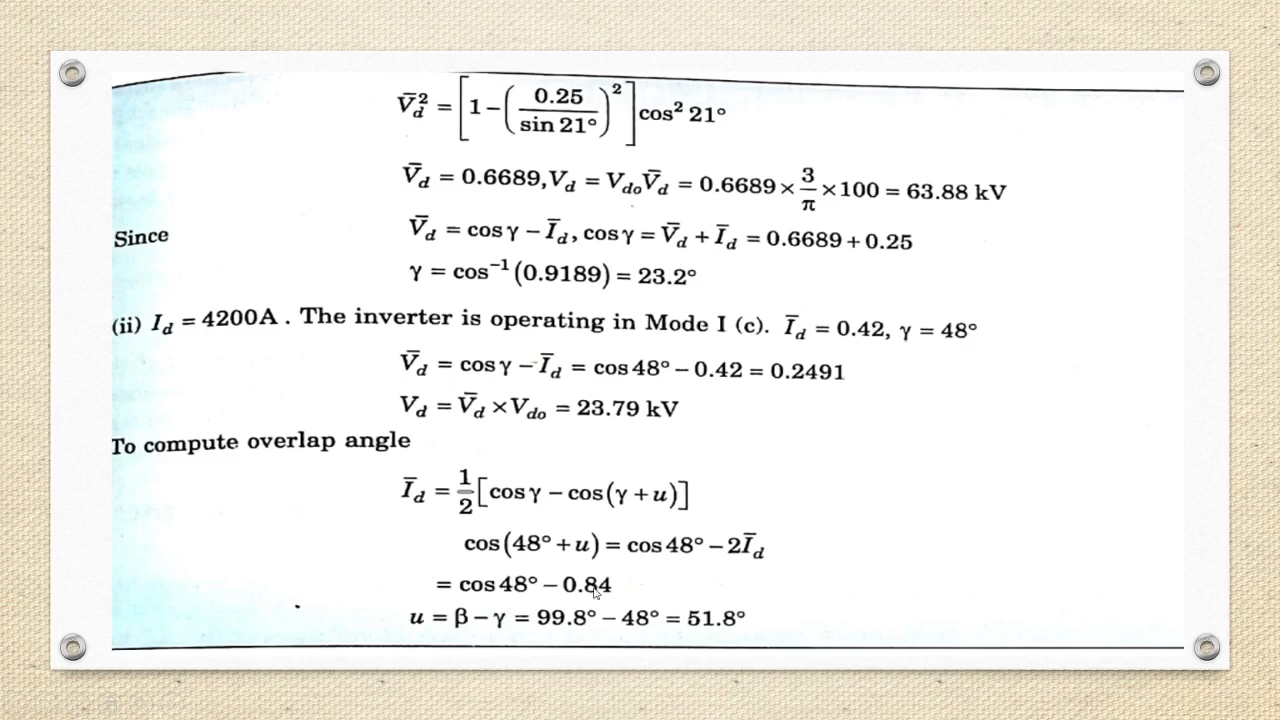 V̄d² = [1 − (0.25 / sin 21°)²] cos² 21°
V̄d = 0.6689, Vd = Vdo V̄d = 0.6689 × 3/π × 100 = 63.88 kV
Since V̄d = cos γ − Īd, cos γ = V̄d + Īd = 0.6689 + 0.25
γ = cos⁻¹ (0.9189) = 23.2°
(ii) Id = 4200A . The inverter is operating in Mode I (c). Īd = 0.42, γ = 48°
V̄d = cos γ − Īd = cos 48° − 0.42 = 0.2491
Vd = V̄d × Vdo = 23.79 kV
To compute overlap angle
Īd = 1/2 [cos γ − cos(γ + u)]
cos(48° + u) = cos 48° − 2Īd
= cos 48° − 0.84
u = β − γ = 99.8° − 48° = 51.8°